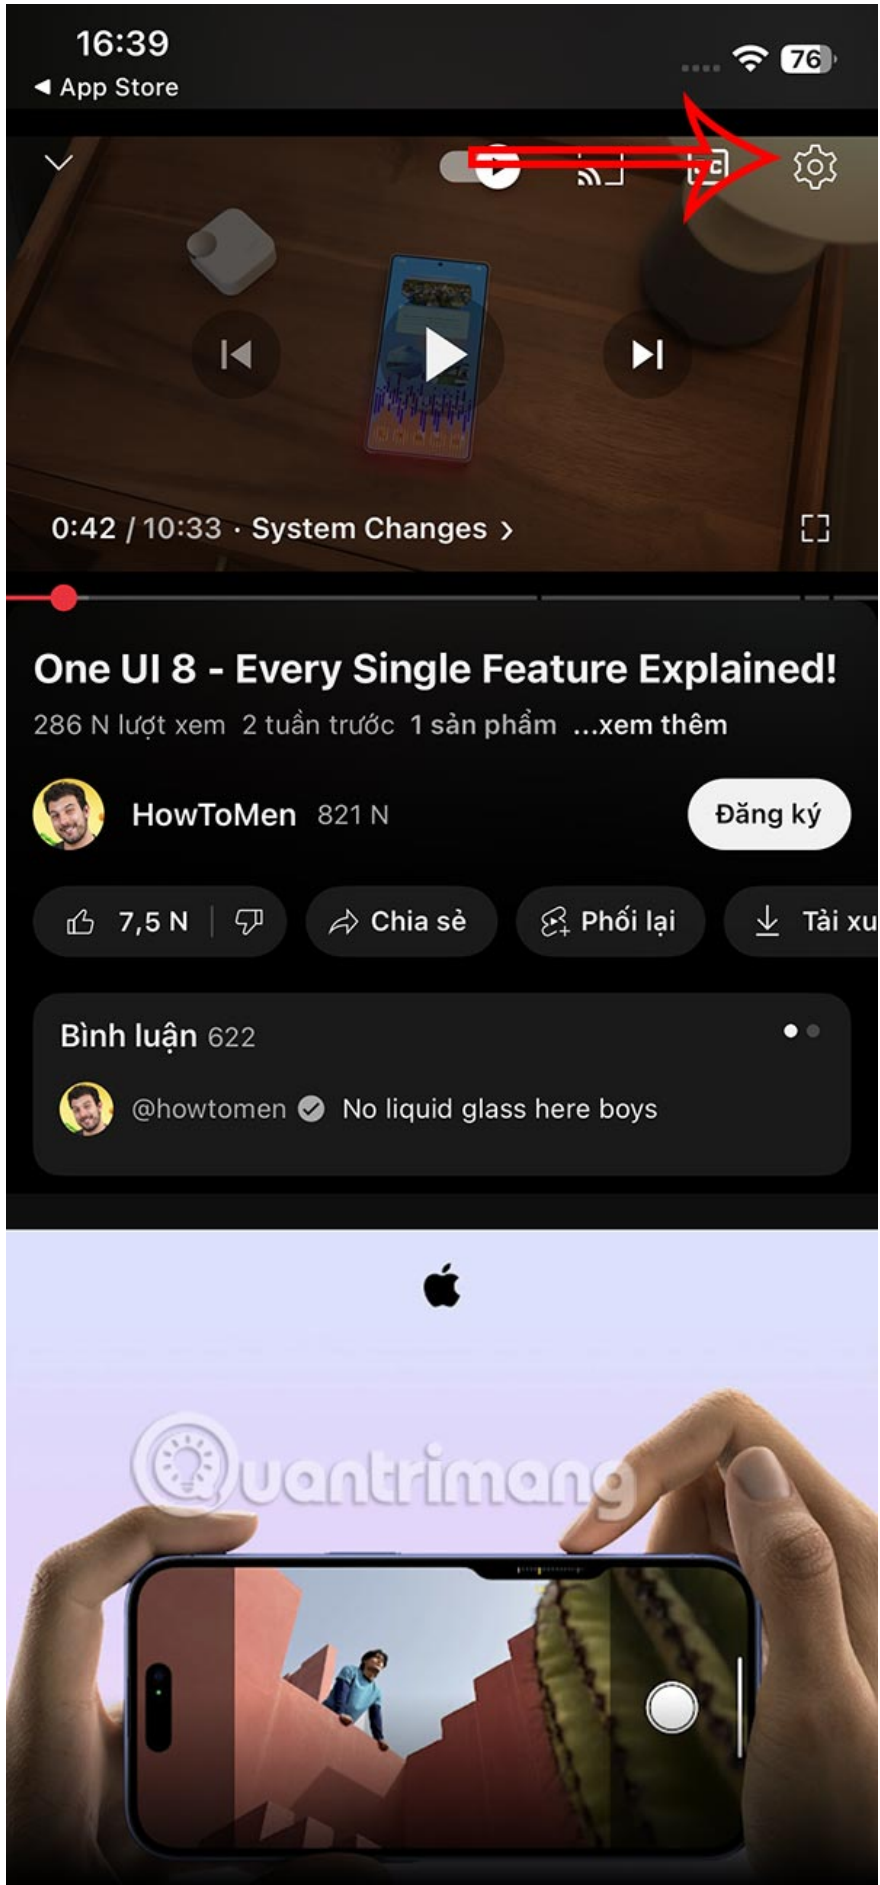 16:39
76
◀ App Store
0:42 / 10:33 · System Changes >
One UI 8 - Every Single Feature Explained!
286 N lượt xem 2 tuần trước 1 sản phẩm ...xem thêm
HowToMen 821 N
Đăng ký
7,5 N
Chia sẻ
Phối lại
Tải xu
Bình luận 622
@howtomen No liquid glass here boys
Quantrimang